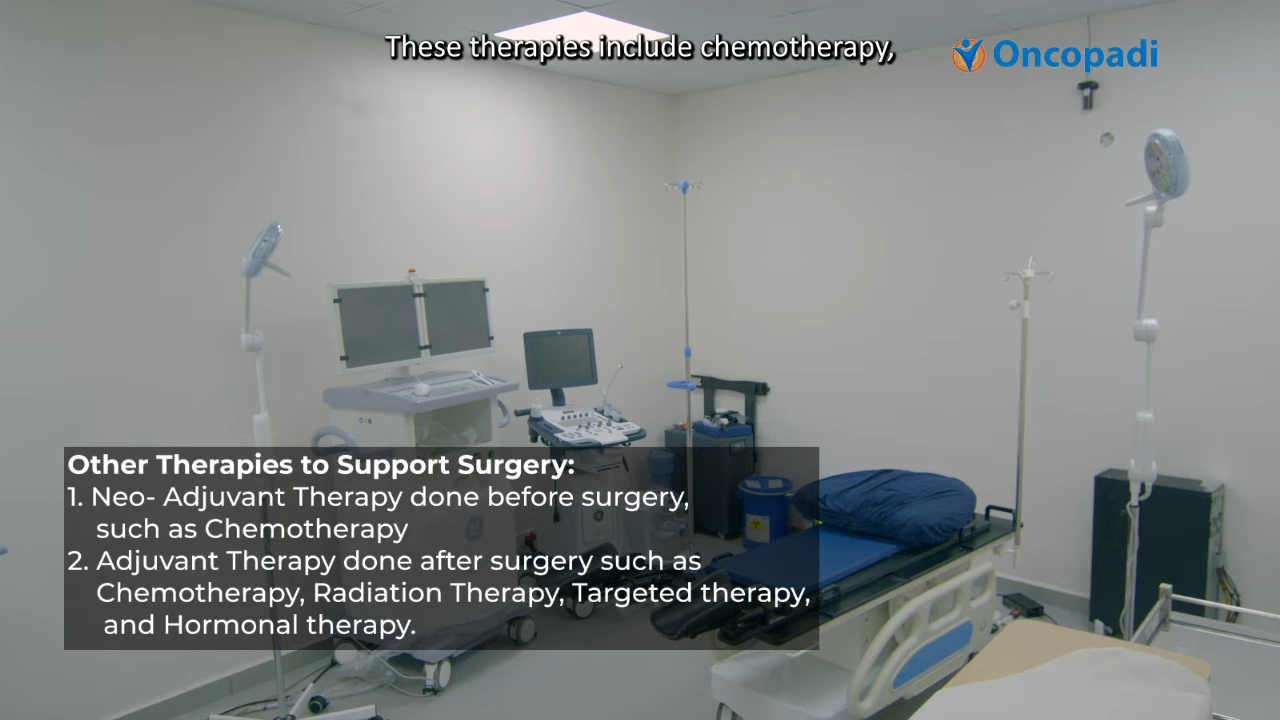 These therapies include chemotherapy,
Oncopadi
Other Therapies to Support Surgery:
1. Neo- Adjuvant Therapy done before surgery,
such as Chemotherapy
2. Adjuvant Therapy done after surgery such as
Chemotherapy, Radiation Therapy, Targeted therapy,
and Hormonal therapy.